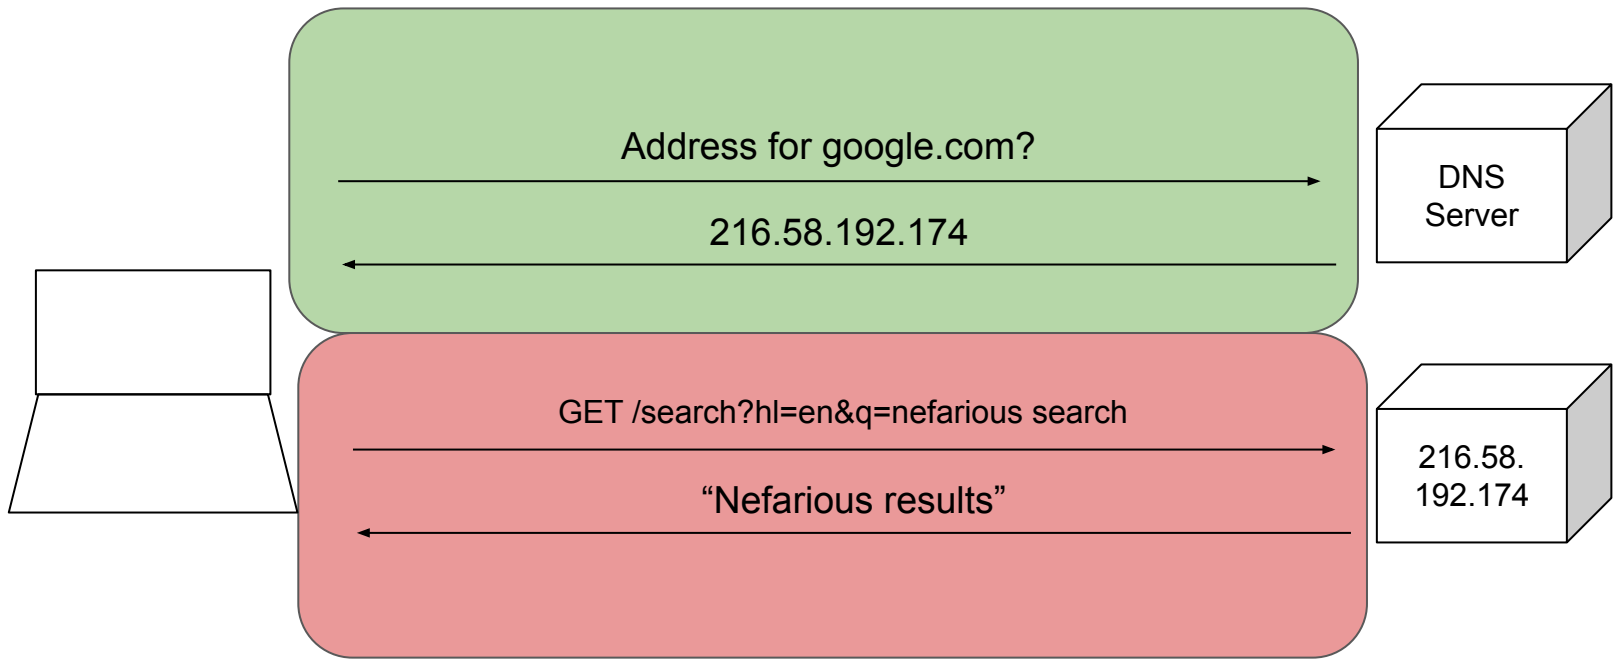 Address for google.com?
216.58.192.174
DNS
Server
GET /search?hl=en&q=nefarious search
“Nefarious results”
216.58.
192.174